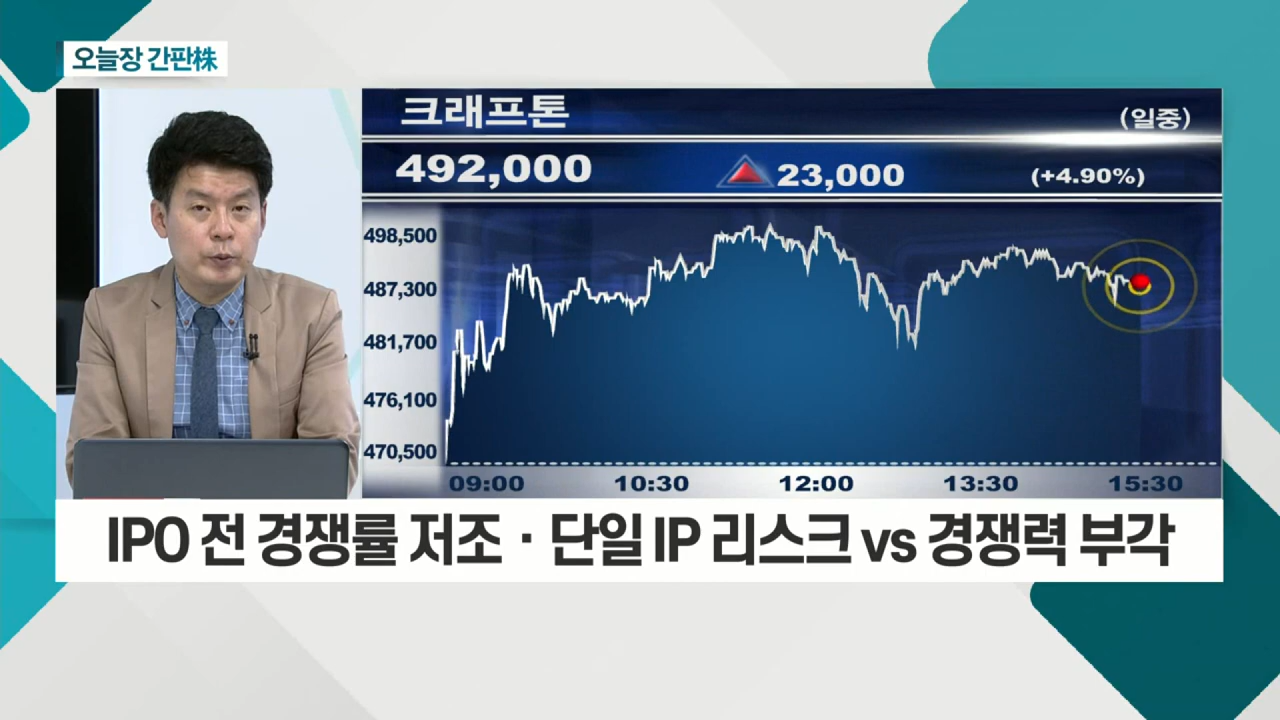 오늘장 간판株
크래프톤
(일중)
492,000 23,000 (+4.90%)
498,500
487,300
481,700
476,100
470,500
09:00 10:30 12:00 13:30 15:30
IPO 전 경쟁률 저조·단일 IP 리스크 vs 경쟁력 부각